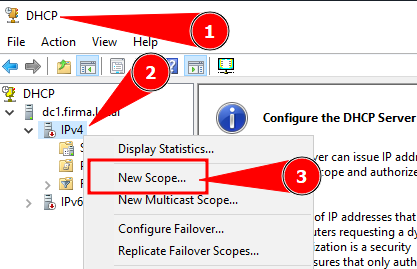 DHCP
1
File Action View Help
2
DHCP
dc1.firma.local
IPv4
Display Statistics...
New Scope...
3
New Multicast Scope...
Configure Failover...
Replicate Failover Scopes...
IPv6
Configure the DHCP Server
ver can issue IP addre
cope and authorize
of IP addresses that
uters requesting a dy
ization is a security
sures that only auth